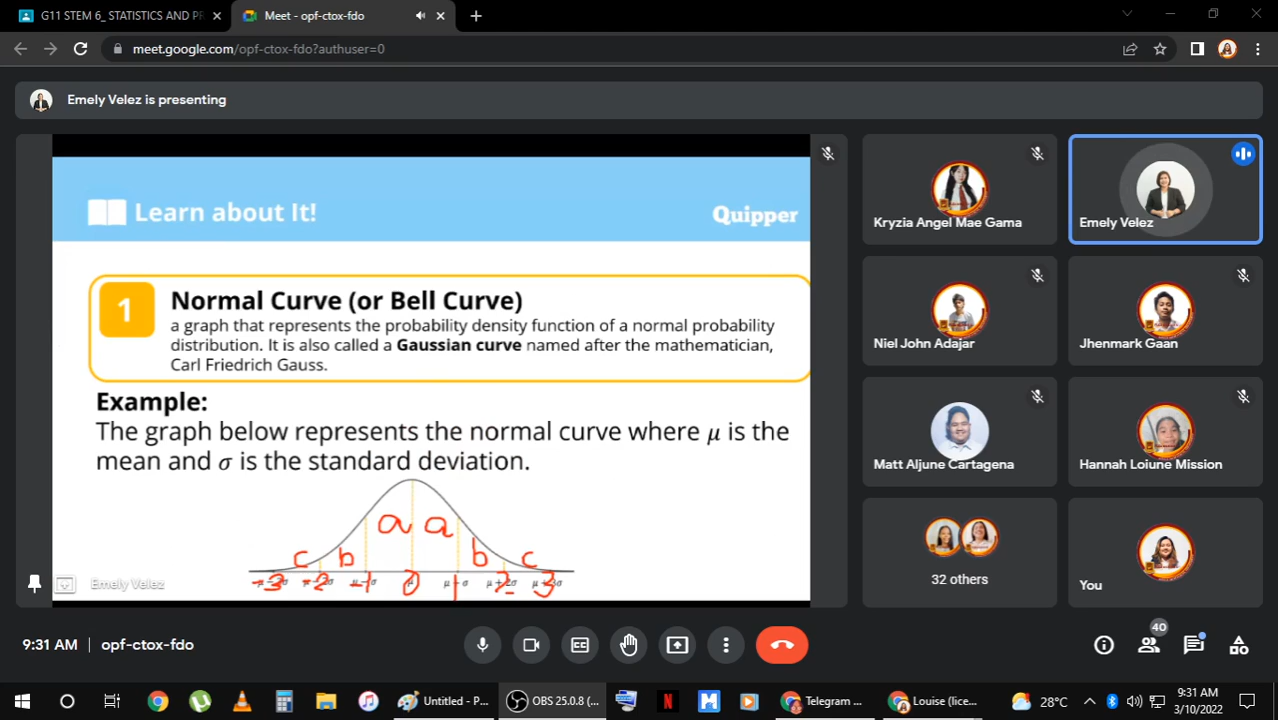 G11 STEM 6_ STATISTICS AND PR
Meet - opf-ctox-fdo
meet.google.com/opf-ctox-fdo?authuser=0
Emely Velez is presenting
Learn about It!
Quipper
1
Normal Curve (or Bell Curve)
a graph that represents the probability density function of a normal probability
distribution. It is also called a Gaussian curve named after the mathematician,
Carl Friedrich Gauss.
Example:
The graph below represents the normal curve where μ is the
mean and σ is the standard deviation.
a a
c b b c
-3 -2 -1 0 1 2 3
Emely Velez
Kryzia Angel Mae Gama
Emely Velez
Niel John Adajar
Jhenmark Gaan
Matt Aljune Cartagena
Hannah Loiune Mission
32 others
You
9:31 AM | opf-ctox-fdo
40
Untitled - P...
OBS 25.0.8 (...
Telegram ...
Louise (lice...
28°C
9:31 AM
3/10/2022